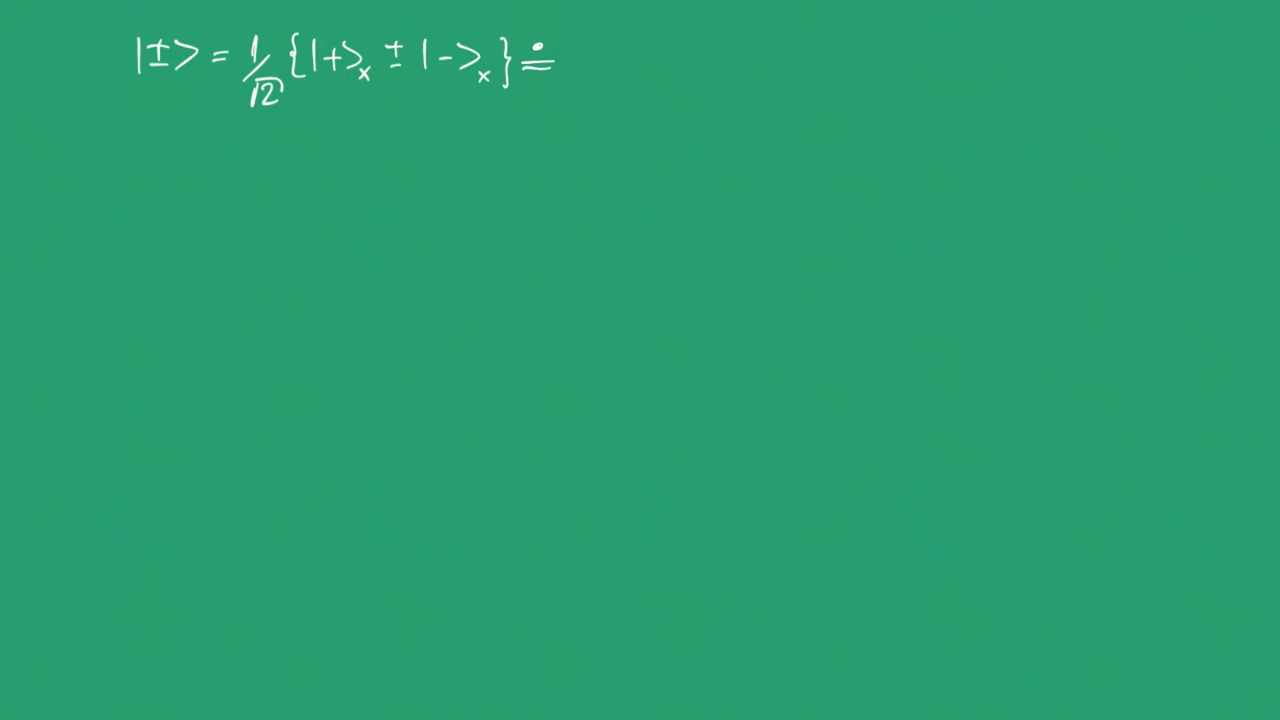 |±> = 1/√2 {|+>ₓ ± |->ₓ} ≐